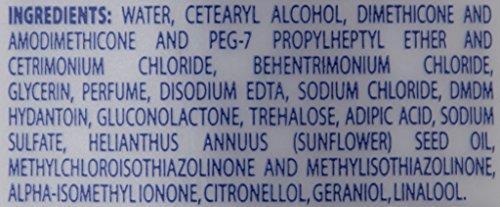 INGREDIENTS: WATER, CETEARYL ALCOHOL, DIMETHICONE AND
AMODIMETHICONE AND PEG-7 PROPYLHEPTYL ETHER AND
CETRIMONIUM CHLORIDE, BEHENTRIMONIUM CHLORIDE,
GLYCERIN, PERFUME, DISODIUM EDTA, SODIUM CHLORIDE, DMDM
HYDANTOIN, GLUCONOLACTONE, TREHALOSE, ADIPIC ACID, SODIUM
SULFATE, HELIANTHUS ANNUUS (SUNFLOWER) SEED OIL,
METHYLCHLOROISOTHIAZOLINONE AND METHYLISOTHIAZOLINONE,
ALPHA-ISOMETHYL IONONE, CITRONELLOL, GERANIOL, LINALOOL.